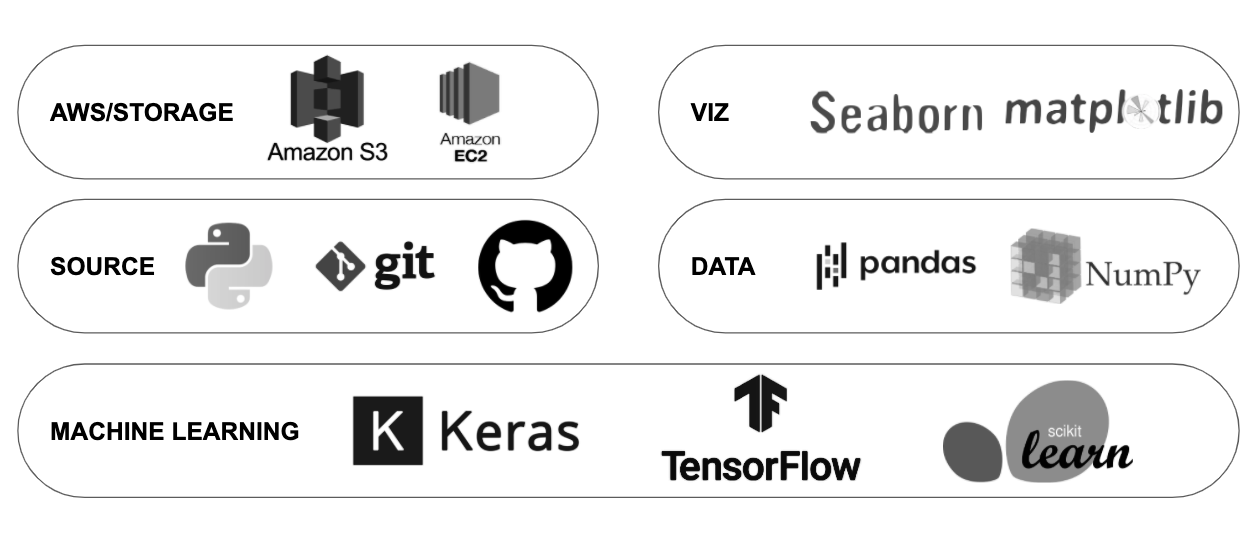 AWS/STORAGE
Amazon S3
Amazon
EC2
VIZ
Seaborn
matplotlib
SOURCE
git
DATA
pandas
NumPy
MACHINE LEARNING
K Keras
TensorFlow
scikit
learn